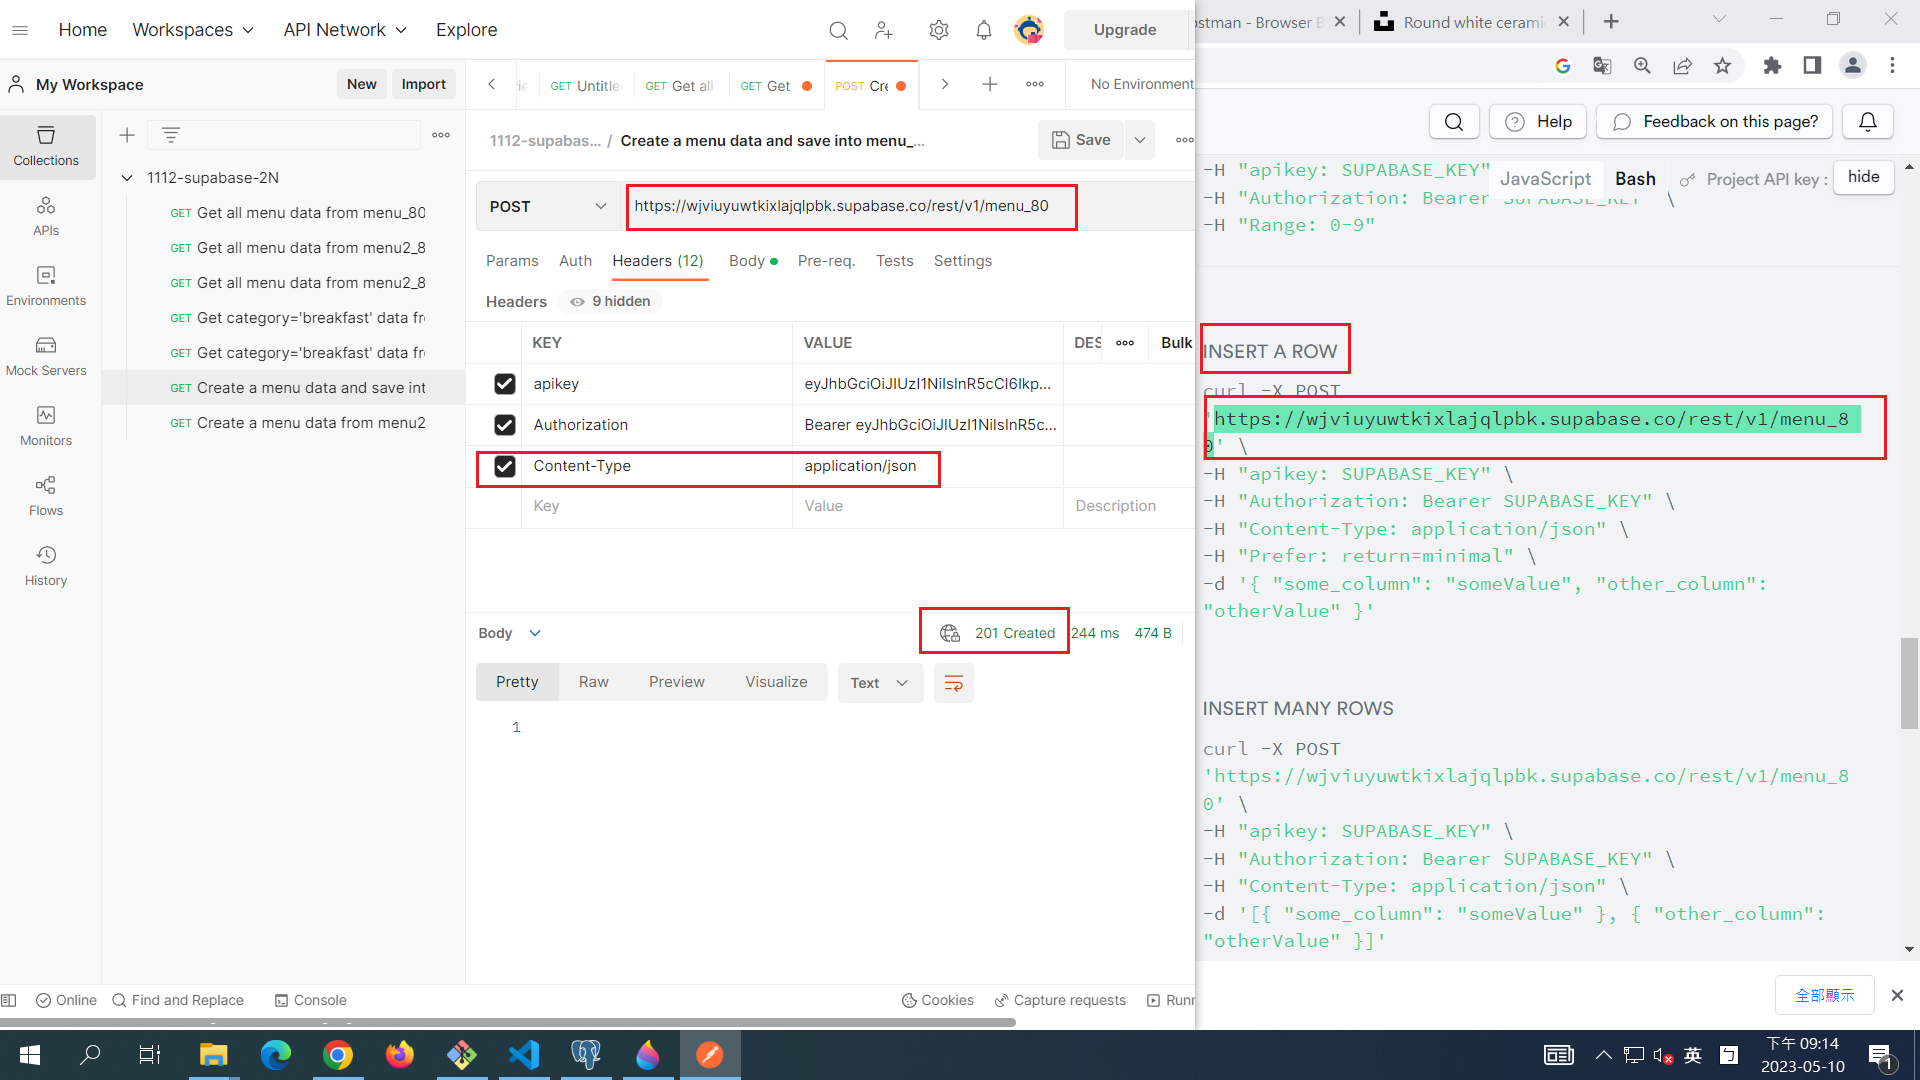 Home
Workspaces
API Network
Explore
Upgrade
My Workspace
New
Import
GET Untitle
GET Get all
GET Get
POST Cre
No Environment
Collections
APIs
Environments
Mock Servers
Monitors
Flows
History
1112-supabase-2N
GET Get all menu data from menu_80
GET Get all menu data from menu2_8
GET Get all menu data from menu2_8
GET Get category='breakfast' data fr
GET Get category='breakfast' data fr
GET Create a menu data and save int
GET Create a menu data from menu2
1112-supabas... / Create a menu data and save into menu_...
Save
POST
https://wjviuyuwtkixlajqlpbk.supabase.co/rest/v1/menu_80
Params
Auth
Headers (12)
Body
Pre-req.
Tests
Settings
Headers
9 hidden
KEY
VALUE
DES
Bulk
apikey
eyJhbGciOiJIUzI1NiIsInR5cCI6Ikp...
Authorization
Bearer eyJhbGciOiJIUzI1NiIsInR5c...
Content-Type
application/json
Key
Value
Description
Body
201 Created
244 ms
474 B
Pretty
Raw
Preview
Visualize
Text
1
Online
Find and Replace
Console
Cookies
Capture requests
Runn
stman - Browser
Round white cerami
Help
Feedback on this page?
JavaScript
Bash
Project API key :
hide
-H "apikey: SUPABASE_KEY"
-H "Authorization: Bearer SUPABASE_KEY" \
-H "Range: 0-9"
INSERT A ROW
curl -X POST
'https://wjviuyuwtkixlajqlpbk.supabase.co/rest/v1/menu_8
0' \
-H "apikey: SUPABASE_KEY" \
-H "Authorization: Bearer SUPABASE_KEY" \
-H "Content-Type: application/json" \
-H "Prefer: return=minimal" \
-d '{ "some_column": "someValue", "other_column":
"otherValue" }'
INSERT MANY ROWS
curl -X POST
'https://wjviuyuwtkixlajqlpbk.supabase.co/rest/v1/menu_8
0' \
-H "apikey: SUPABASE_KEY" \
-H "Authorization: Bearer SUPABASE_KEY" \
-H "Content-Type: application/json" \
-d '[{ "some_column": "someValue" }, { "other_column":
"otherValue" }]'
全部顯示
英
ㄅ
下午 09:14
2023-05-10
1